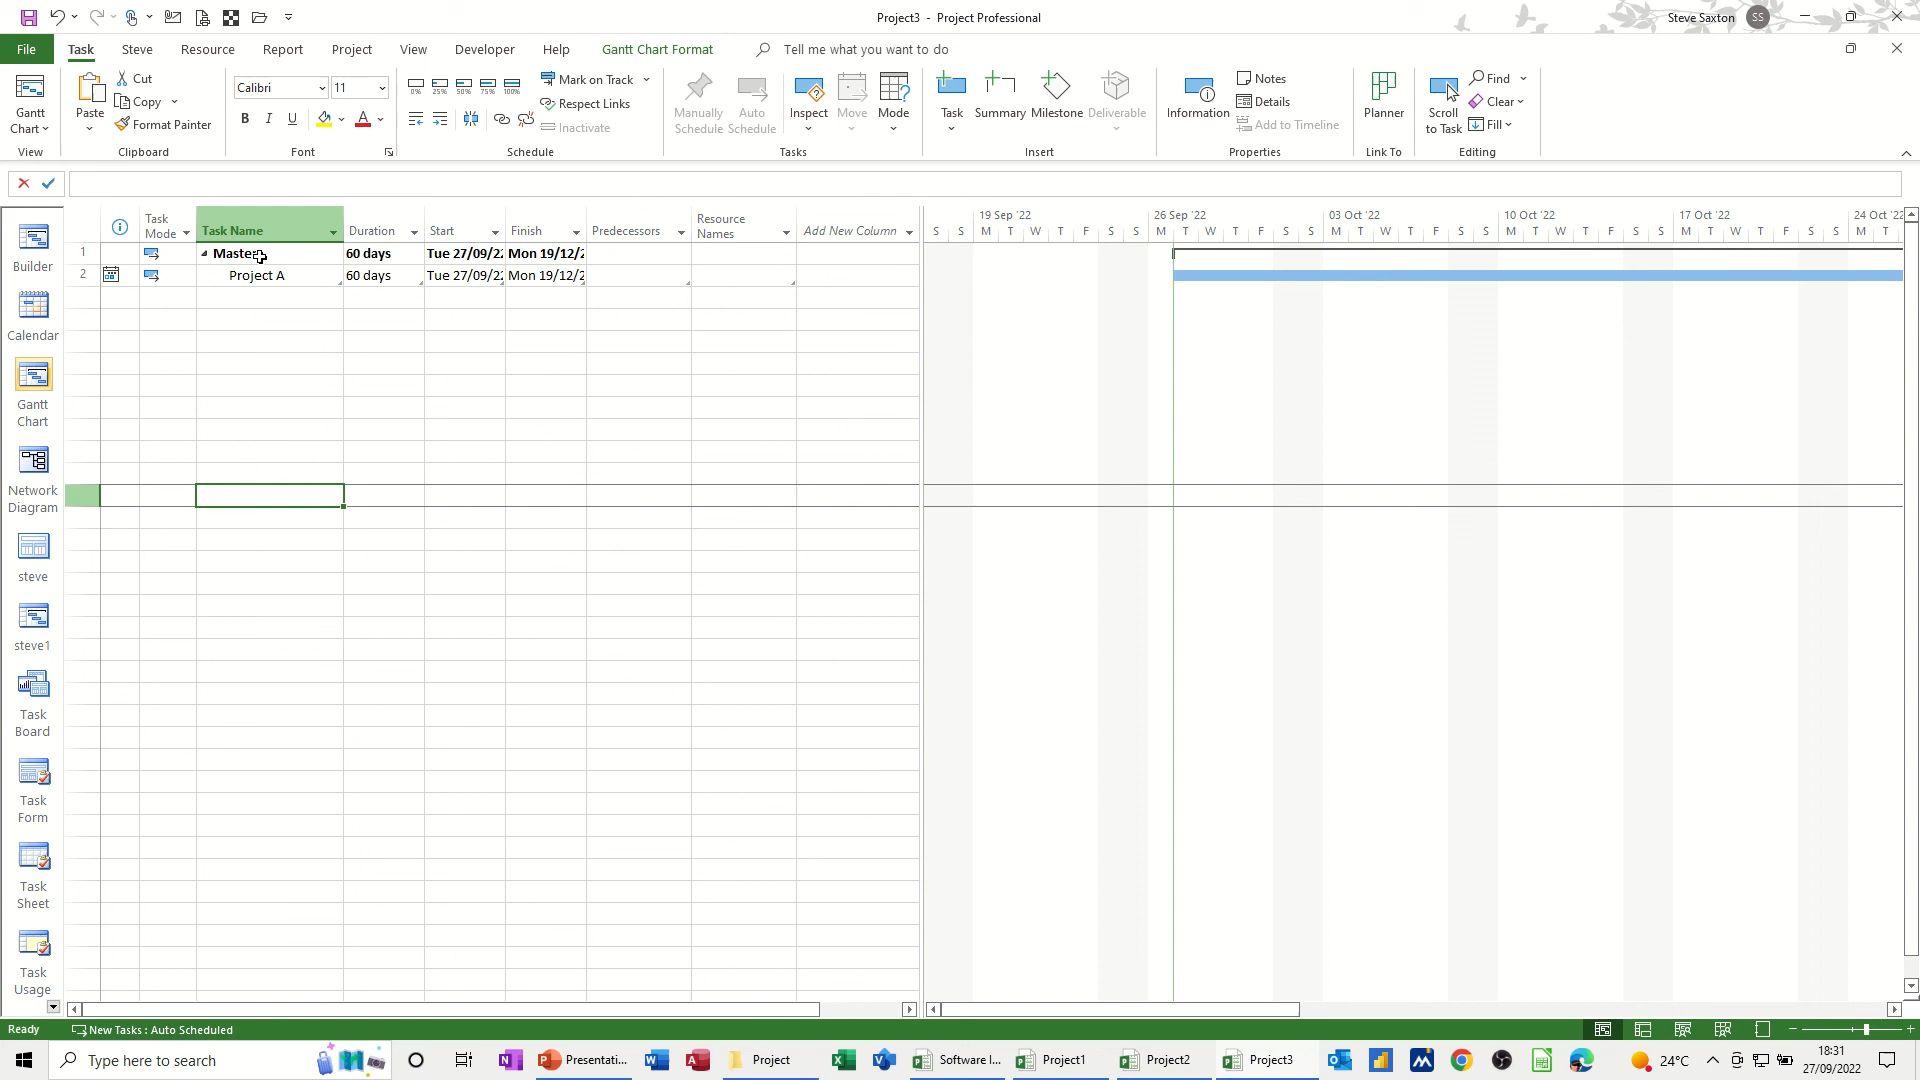 Project3 - Project Professional
Steve Saxton
SS
File
Task
Steve
Resource
Report
Project
View
Developer
Help
Gantt Chart Format
Tell me what you want to do
Gantt
Chart
View
Paste
Cut
Copy
Format Painter
Clipboard
Calibri
11
B I U
A
Font
0% 25% 50% 75% 100%
Mark on Track
Respect Links
Inactivate
Schedule
Manually
Schedule
Auto
Schedule
Inspect
Move
Mode
Tasks
Task
Summary
Milestone
Deliverable
Insert
Information
Notes
Details
Add to Timeline
Properties
Planner
Link To
Scroll
to Task
Find
Clear
Fill
Editing
Task
Mode
Task Name
Duration
Start
Finish
Predecessors
Resource
Names
Add New Column
1 Master 60 days Tue 27/09/22 Mon 19/12/2
2 Project A 60 days Tue 27/09/22 Mon 19/12/2
19 Sep '22 26 Sep '22 03 Oct '22 10 Oct '22 17 Oct '22 24 Oct '22
S S M T W T F S S M T W T F S S M T W T F S S M T W T F S S M T W T F S S M T
Builder
Calendar
Gantt
Chart
Network
Diagram
steve
steve1
Task
Board
Task
Form
Task
Sheet
Task
Usage
Ready
New Tasks : Auto Scheduled
Type here to search
Presentati...
Project
Software I...
Project1
Project2
Project3
24°C
18:31
27/09/2022